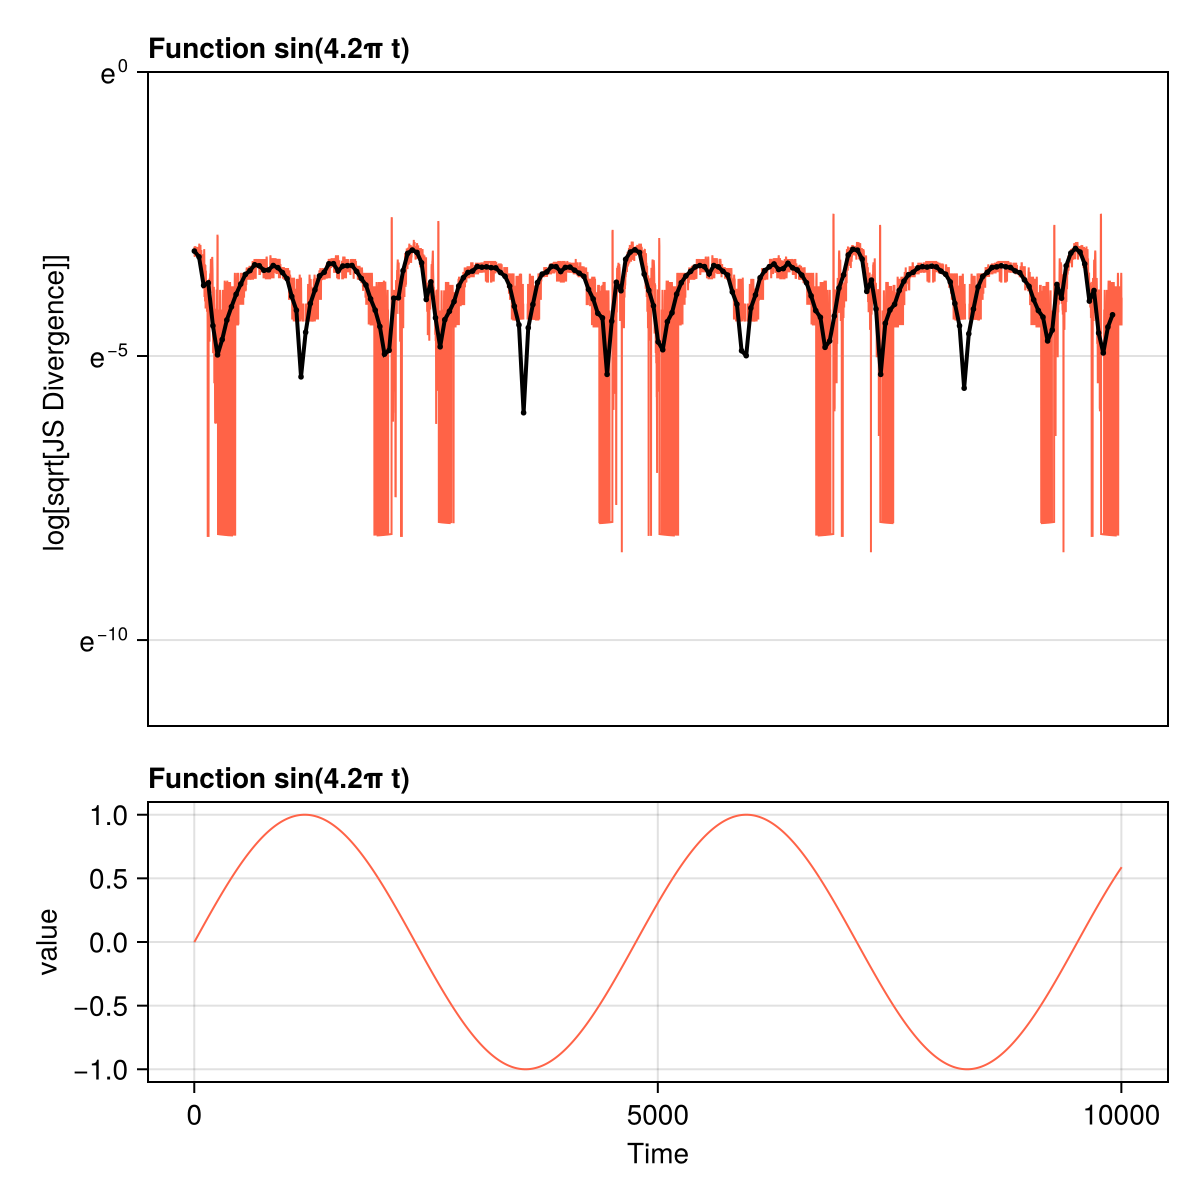 Function sin(4.2π t)
e⁰
e⁻⁵
e⁻¹⁰
log[sqrt[JS Divergence]]
Function sin(4.2π t)
1.0
0.5
0.0
−0.5
−1.0
value
0 5000 10000
Time